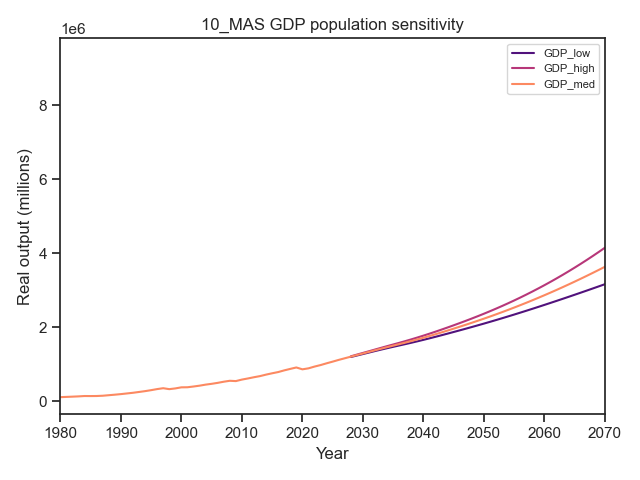 10_MAS GDP population sensitivity
1e6
GDP_low
GDP_high
GDP_med
8
6
4
2
0
Real output (millions)
1980 1990 2000 2010 2020 2030 2040 2050 2060 2070
Year